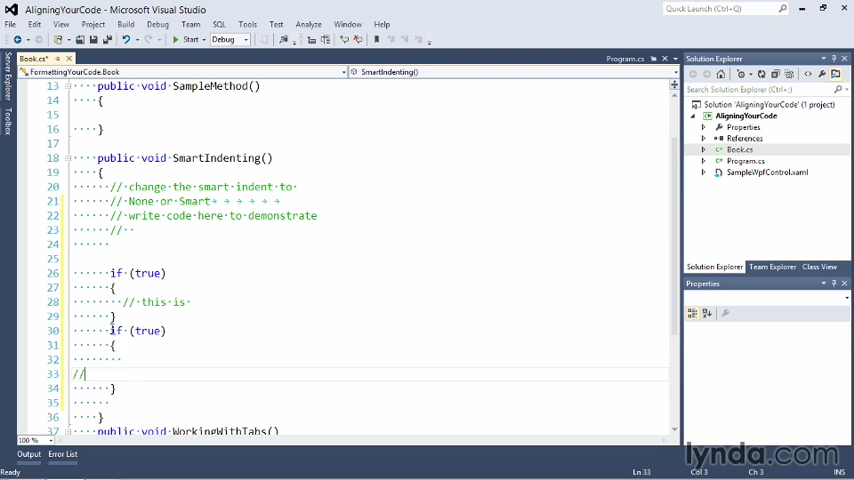 AligningYourCode - Microsoft Visual Studio
Quick Launch (Ctrl+Q)
File Edit View Project Build Debug Team SQL Tools Test Analyze Window Help
Start Debug
Server Explorer
Toolbox
Book.cs*
Program.cs
FormattingYourCode.Book
SmartIndenting()
13 public void SampleMethod()
14 {
15
16 }
17
18 public void SmartIndenting()
19 {
20 // change the smart indent to
21 // None or Smart
22 // write code here to demonstrate
23 //
24
25
26 if (true)
27 {
28 // this is
29 }
30 if (true)
31 {
32
33 //
34 }
35
36 }
37 public void WorkingWithTabs()
100 %
Output Error List
Ready
Ln 33 Col 3 Ch 3 INS
Solution Explorer
Search Solution Explorer (Ctrl+;)
Solution 'AligningYourCode' (1 project)
AligningYourCode
Properties
References
Book.cs
Program.cs
SampleWpfControl.xaml
Solution Explorer Team Explorer Class View
Properties
lynda.com